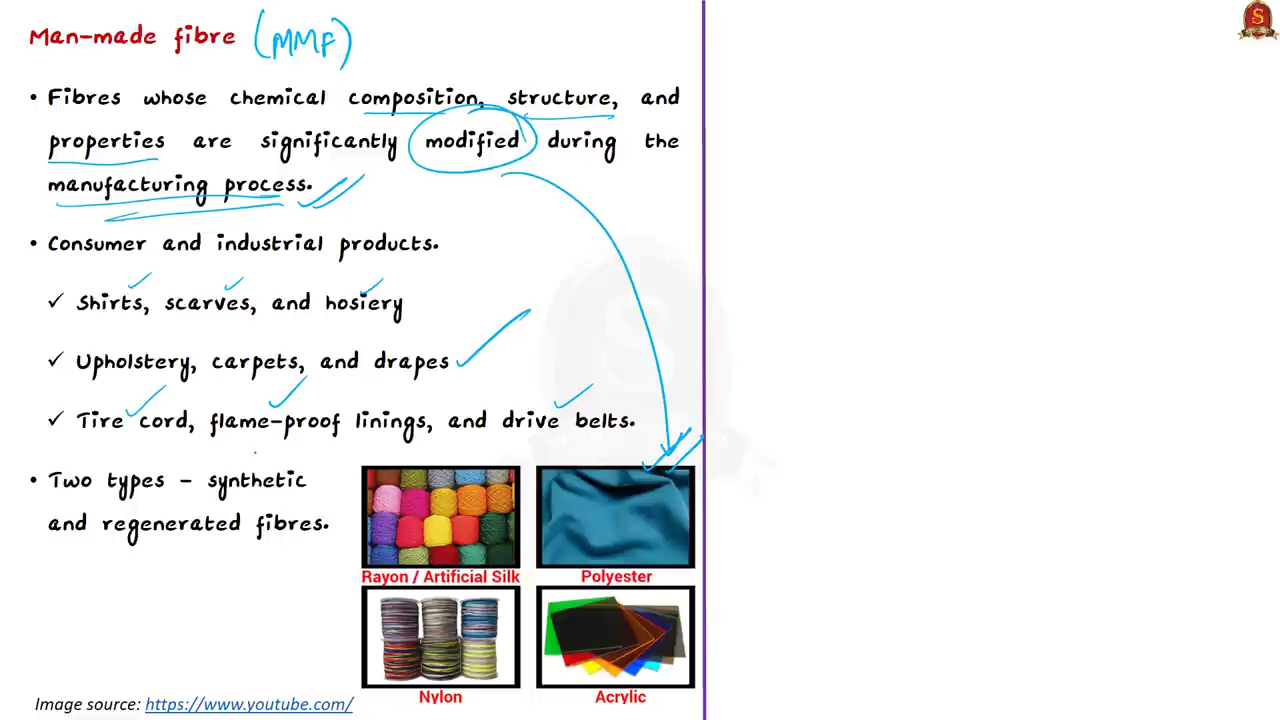 Man-made fibre (MMF)
• Fibres whose chemical composition, structure, and
properties are significantly modified during the
manufacturing process.
• Consumer and industrial products.
✓ Shirts, scarves, and hosiery
✓ Upholstery, carpets, and drapes
✓ Tire cord, flame-proof linings, and drive belts.
• Two types – synthetic
and regenerated fibres.
Rayon / Artificial Silk
Polyester
Nylon
Acrylic
Image source: https://www.youtube.com/
S